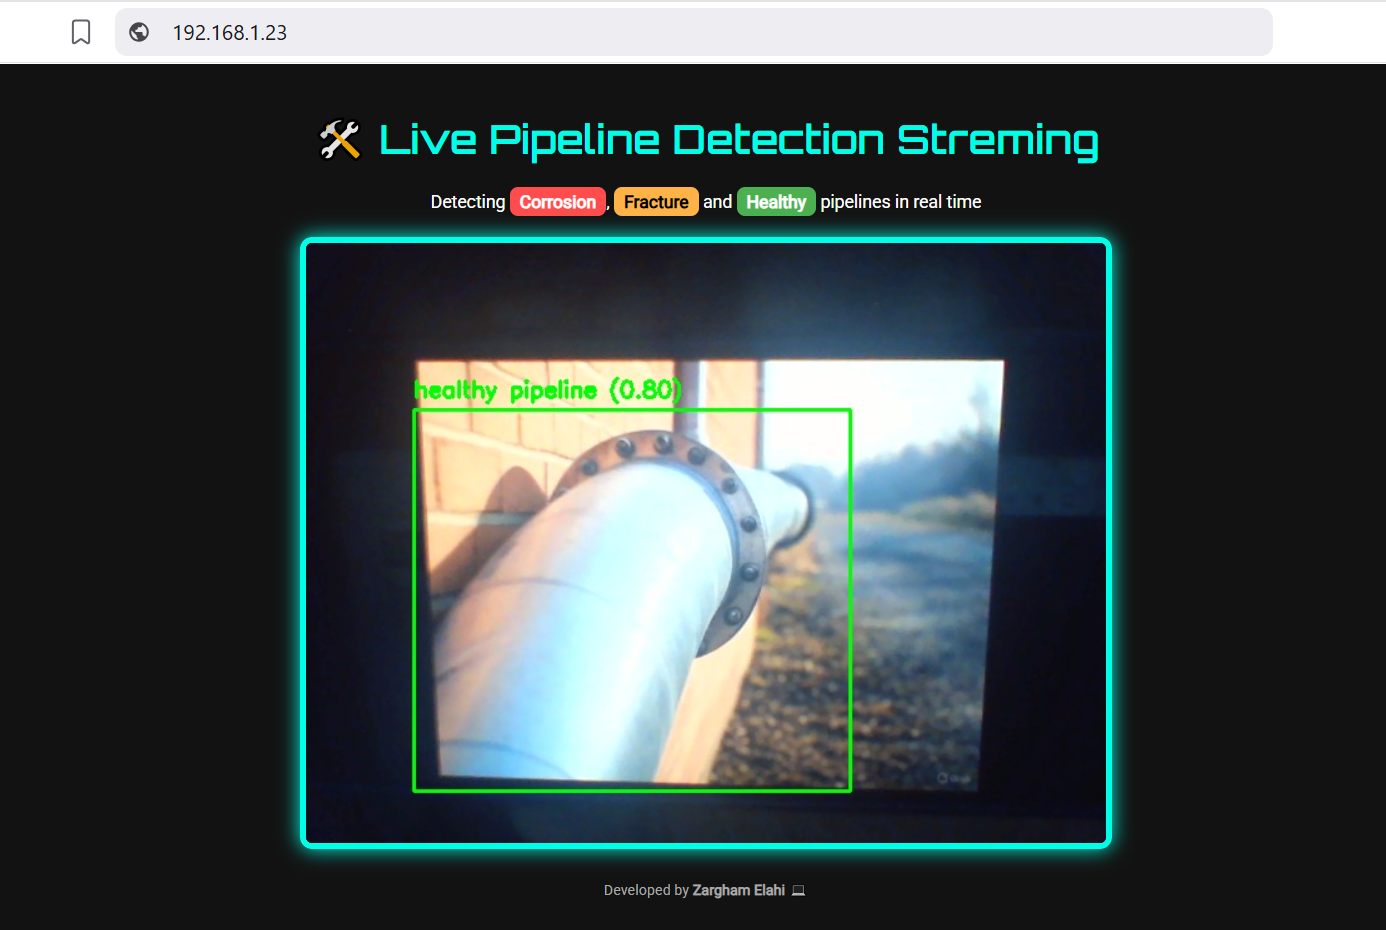 192.168.1.23
Live Pipeline Detection Streming
Detecting Corrosion, Fracture and Healthy pipelines in real time
healthy pipeline (0.80)
Developed by Zargham Elahi